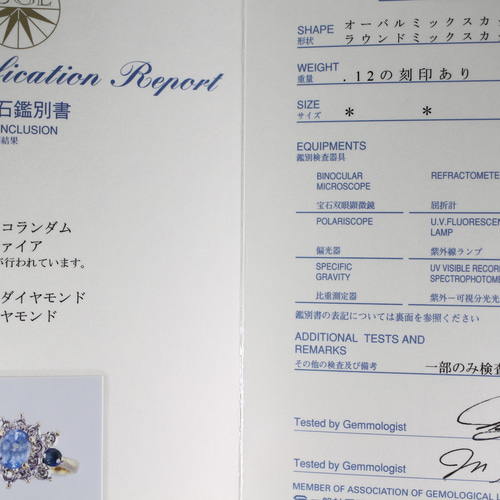 lication Report
石鑑別書
NCLUSION
結果
コランダム
ァイア
が行われています。
ダイヤモンド
ヤモンド
SHAPE オーバルミックスカッ
形状 ラウンドミックスカッ
WEIGHT
重量 .12の刻印あり
SIZE
サイズ * *
EQUIPMENTS
鑑別検査器具
BINOCULAR MICROSCOPE
宝石双眼顕微鏡
REFRACTOMETE
屈折計
POLARISCOPE
偏光器
U.V.FLUORESCEN LAMP
紫外線ランプ
SPECIFIC GRAVITY
比重測定器
UV VISIBLE RECOR SPECTROPHOTOME
紫外－可視分光光
鑑別書の表記については裏面を参照ください
ADDITIONAL TESTS AND
REMARKS
その他の検査及び備考 一部のみ検査
Tested by Gemmologist
Tested by Gemmologist
MEMBER OF ASSOCIATION OF GEMOLOGICAL L